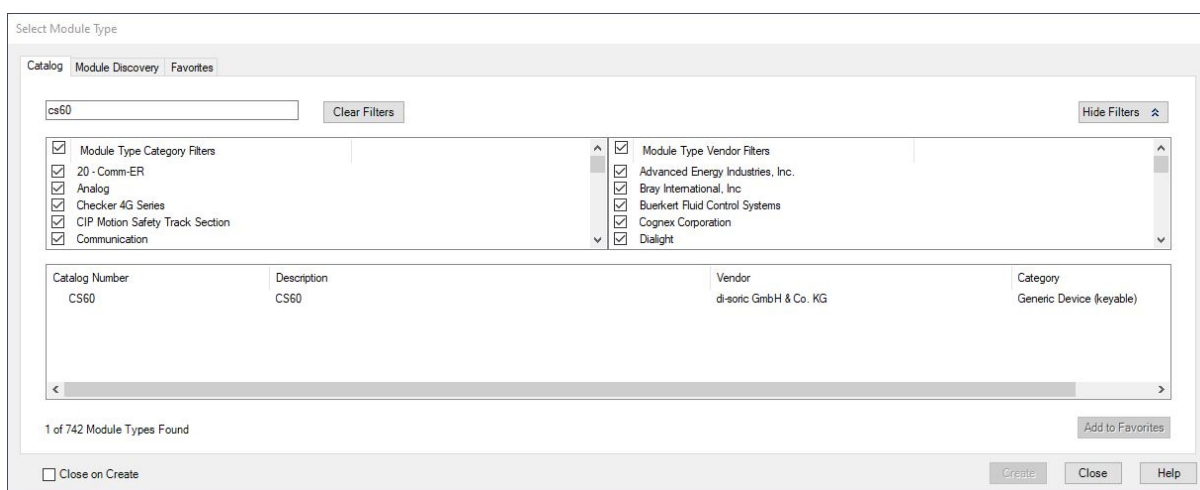 Select Module Type
Catalog Module Discovery Favorites
cs60 Clear Filters Hide Filters
Module Type Category Filters
20 - Comm-ER
Analog
Checker 4G Series
CIP Motion Safety Track Section
Communication
Module Type Vendor Filters
Advanced Energy Industries, Inc.
Bray International, Inc
Buerkert Fluid Control Systems
Cognex Corporation
Dialight
Catalog Number Description Vendor Category
CS60 CS60 di-soric GmbH & Co. KG Generic Device (keyable)
1 of 742 Module Types Found Add to Favorites
Close on Create Create Close Help